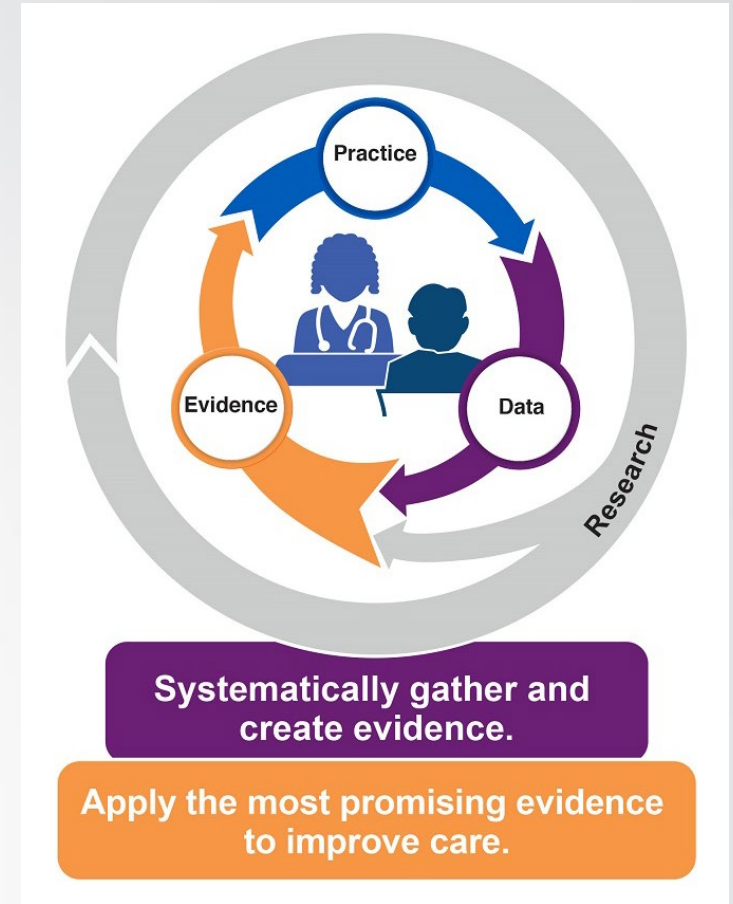 Practice
Evidence
Data
Research
Systematically gather and
create evidence.
Apply the most promising evidence
to improve care.